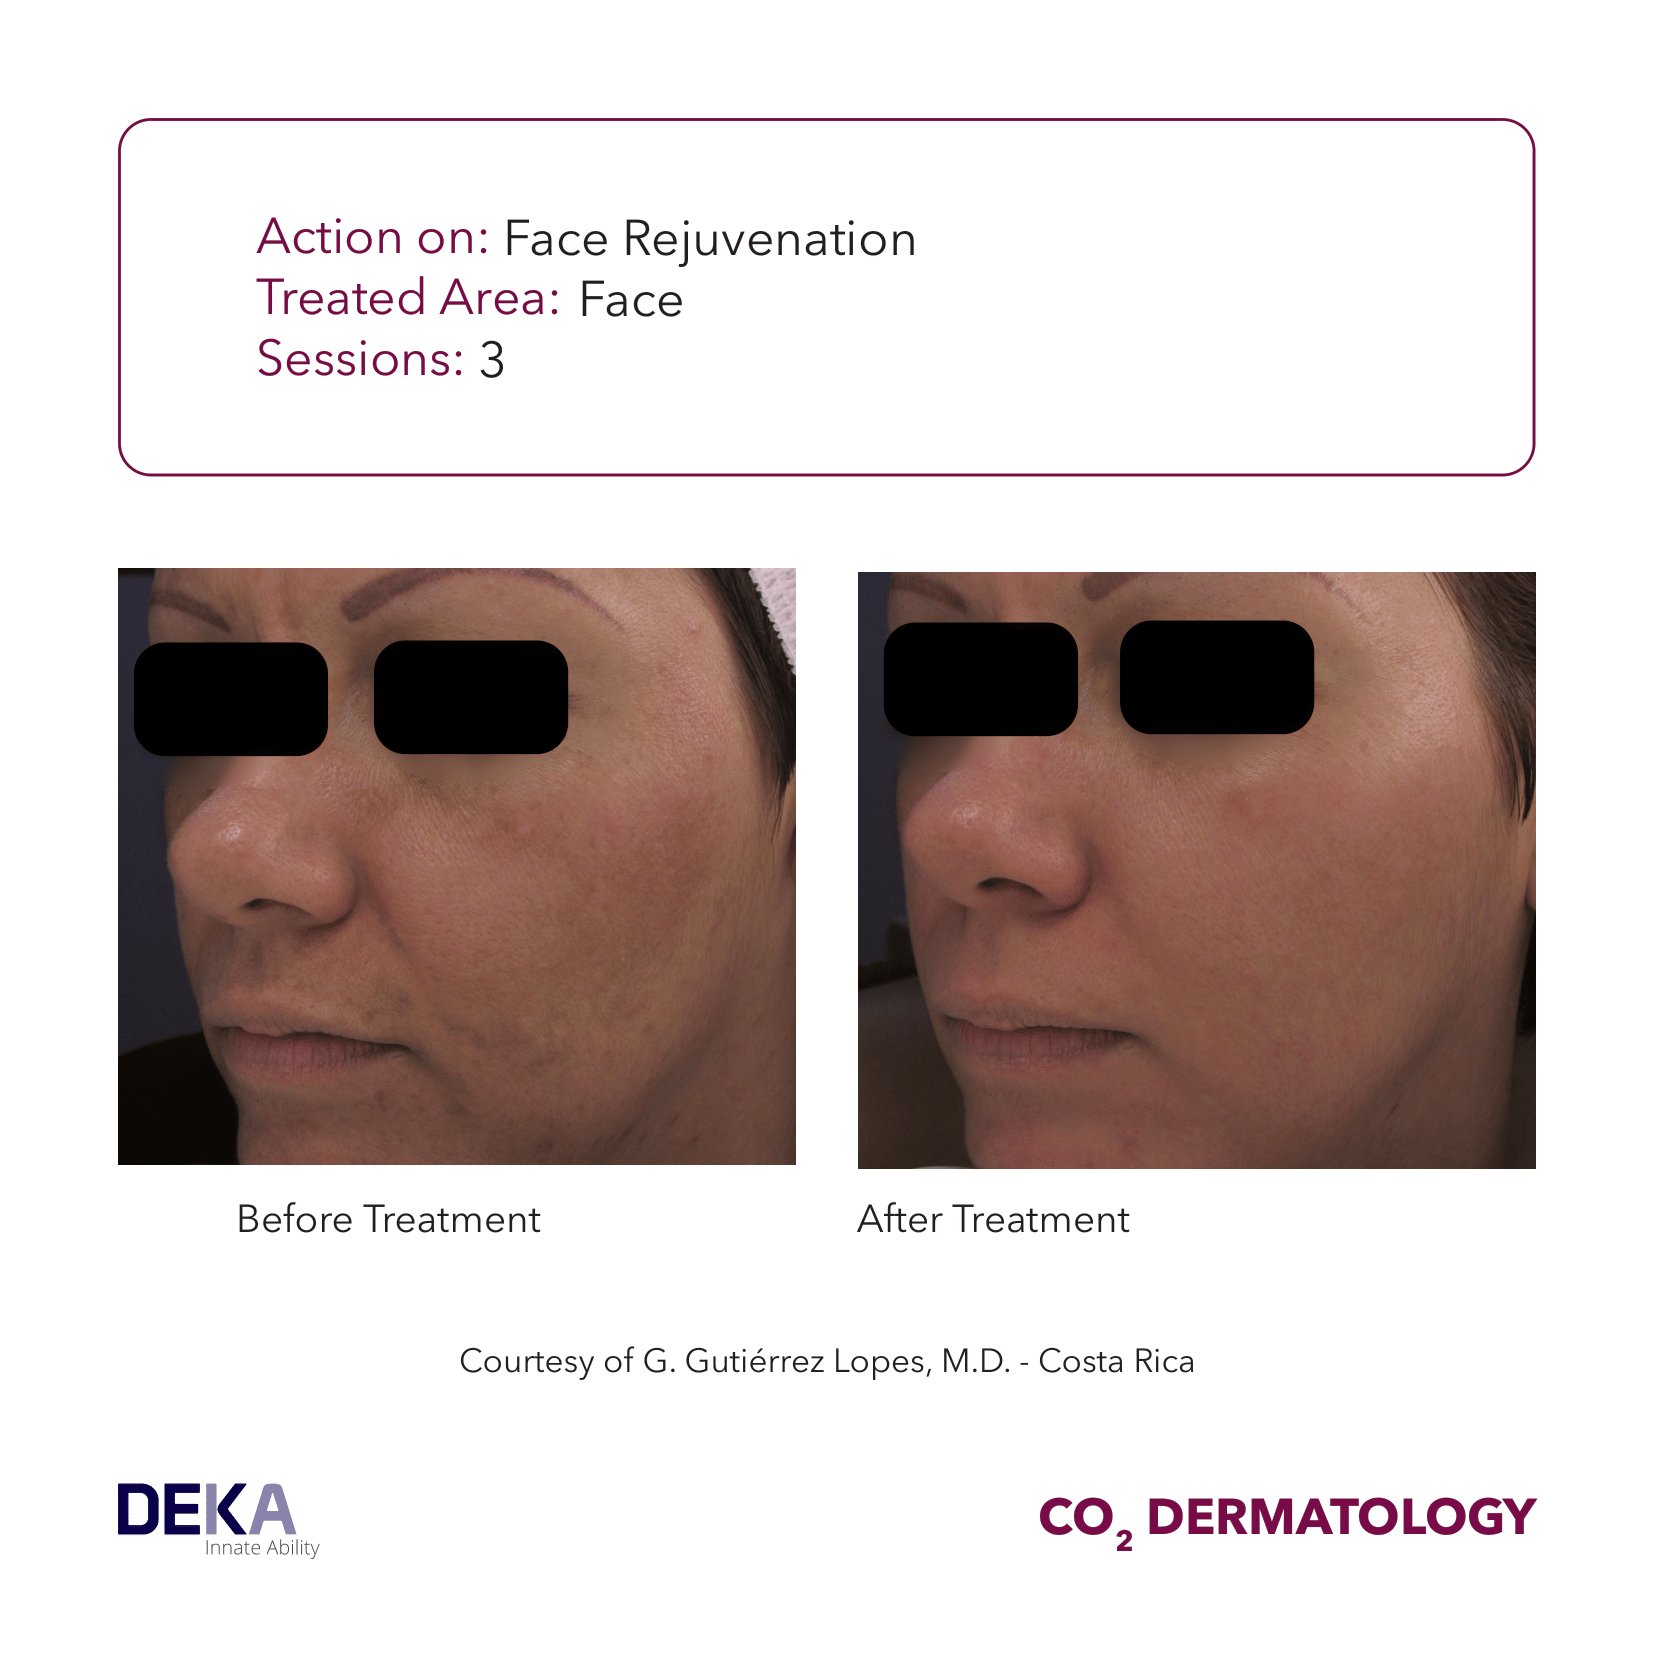 Action on: Face Rejuvenation
Treated Area: Face
Sessions: 3
Before Treatment
After Treatment
Courtesy of G. Gutiérrez Lopes, M.D. - Costa Rica
DEKA
Innate Ability
CO₂ DERMATOLOGY